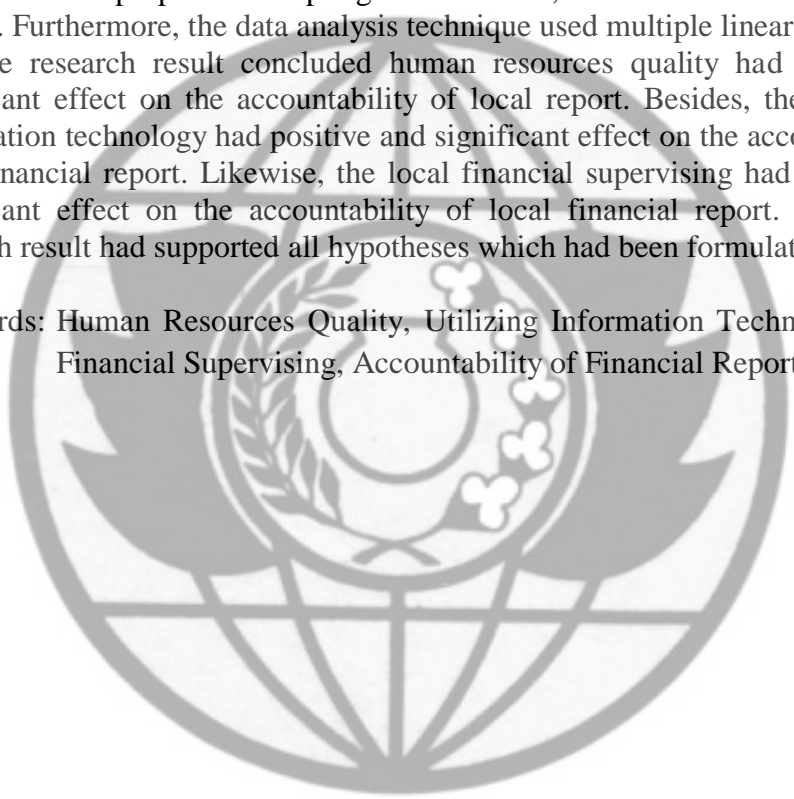 . Furthermore, the data analysis technique used multiple linear
e research result concluded human resources quality had
ant effect on the accountability of local report. Besides, the
ation technology had positive and significant effect on the acco
nancial report. Likewise, the local financial supervising had
ant effect on the accountability of local financial report.
h result had supported all hypotheses which had been formulat
rds: Human Resources Quality, Utilizing Information Techn
Financial Supervising, Accountability of Financial Report